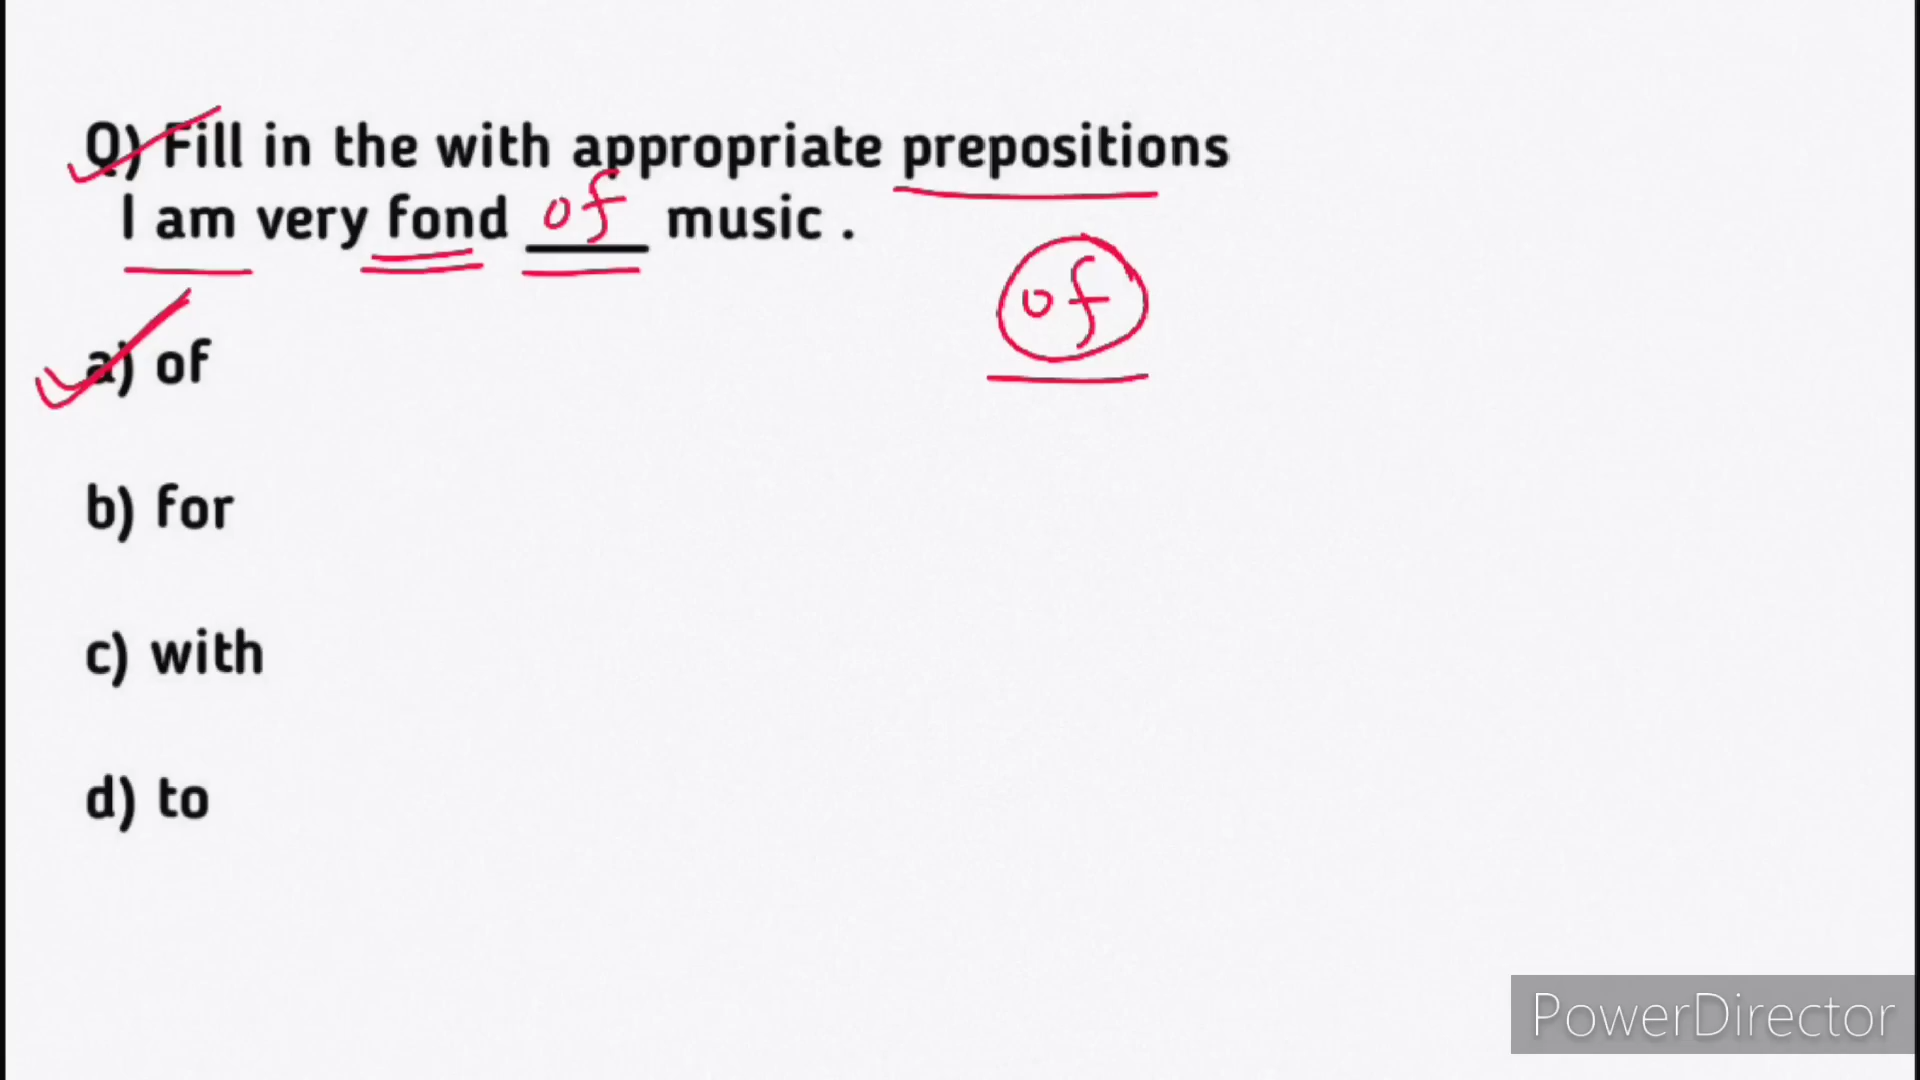 Q) Fill in the with appropriate prepositions
I am very fond of music .
of
a) of
b) for
c) with
d) to
PowerDirector